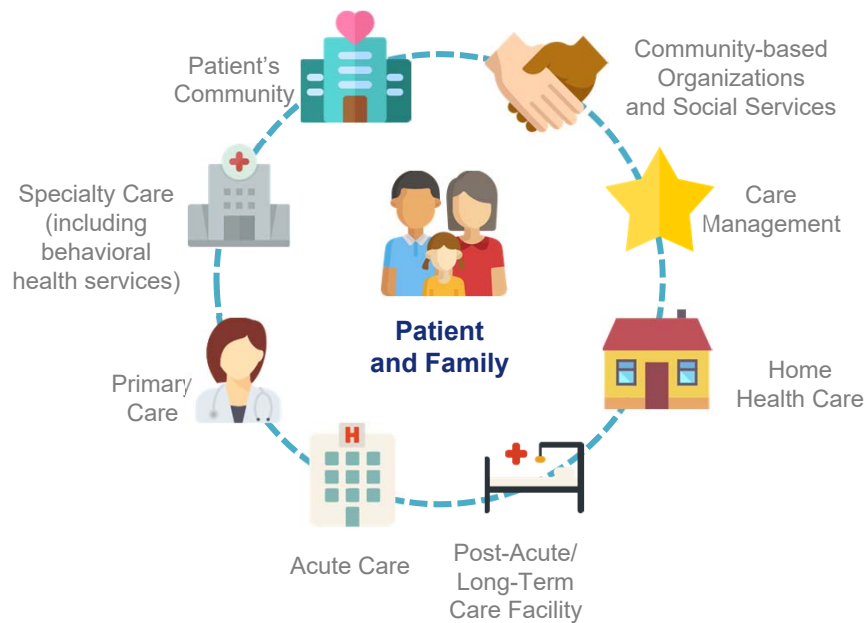 Patient's
Community
Community-based
Organizations
and Social Services
Specialty Care
(including
behavioral
health services)
Care
Management
Patient
and Family
Primary
Care
Home
Health Care
H
Acute Care
Post-Acute/
Long-Term
Care Facility